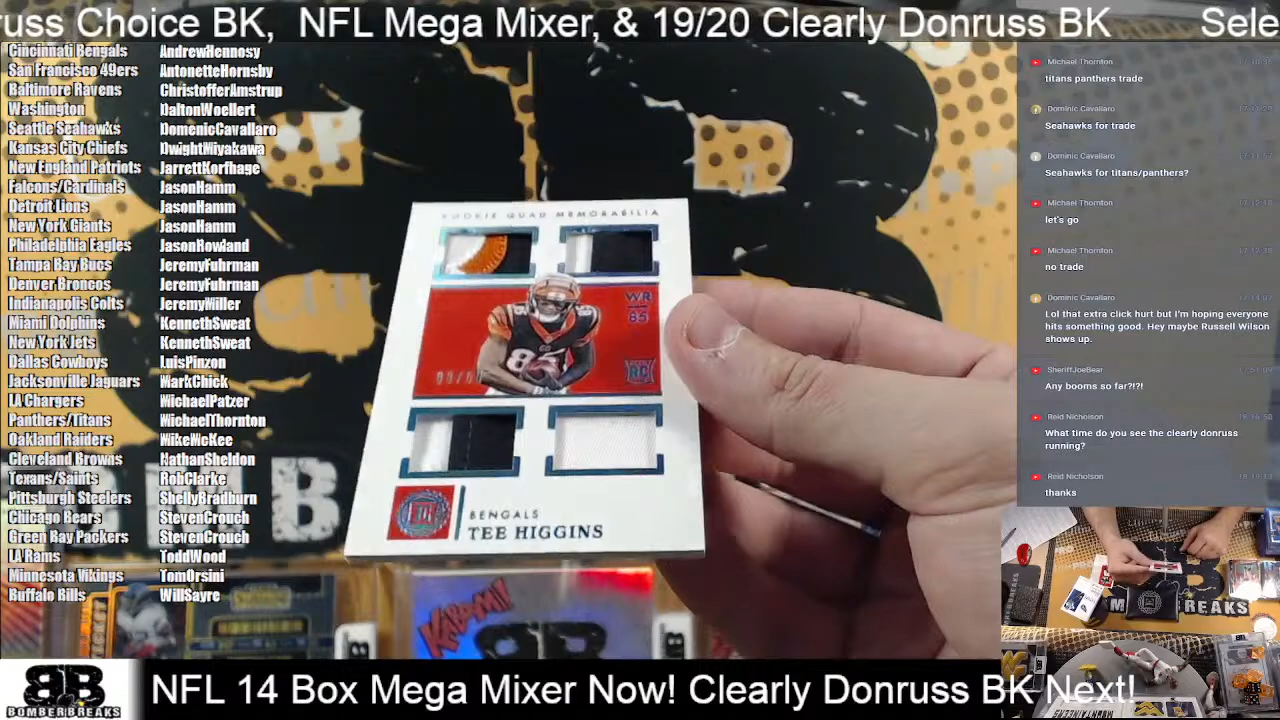 uss Choice BK, NFL Mega Mixer, & 19/20 Clearly Donruss BK Sele
Cincinnati Bengals AndrewHennosy
San Francisco 49ers AntonetteHornsby
Baltimore Ravens ChristofferAmstrup
Washington DaltonWoellert
Seattle Seahawks DomenicCavallaro
Kansas City Chiefs DwightMiyakawa
New England Patriots JarrettKorfhage
Falcons/Cardinals JasonHamm
Detroit Lions JasonHamm
New York Giants JasonHamm
Philadelphia Eagles JasonRowland
Tampa Bay Bucs JeremyFuhrman
Denver Broncos JeremyFuhrman
Indianapolis Colts JeremyMiller
Miami Dolphins KennethSweat
New York Jets KennethSweat
Dallas Cowboys LuisPinzon
Jacksonville Jaguars MarkChick
LA Chargers MichaelPatzer
Panthers/Titans MichaelThornton
Oakland Raiders MikeMcKee
Cleveland Browns NathanSheldon
Texans/Saints RobClarke
Pittsburgh Steelers ShellyBradburn
Chicago Bears StevenCrouch
Green Bay Packers StevenCrouch
LA Rams ToddWood
Minnesota Vikings TomOrsini
Buffalo Bills WillSayre
ROOKIE QUAD MEMORABILIA
WR
85
RC
BENGALS
TEE HIGGINS
KABOOM!
Michael Thornton
titans panthers trade
Dominic Cavallaro
Seahawks for trade
Dominic Cavallaro
Seahawks for titans/panthers?
Michael Thornton
let's go
Michael Thornton
no trade
Dominic Cavallaro
Lol that extra click hurt but I'm hoping everyone
hits something good. Hey maybe Russell Wilson
shows up.
SheriffJoeBear
Any booms so far?!?!
Reid Nicholson
What time do you see the clearly donruss
running?
Reid Nicholson
thanks
BOMBERBREAKS
BOMBERBREAKS
NFL 14 Box Mega Mixer Now! Clearly Donruss BK Next!